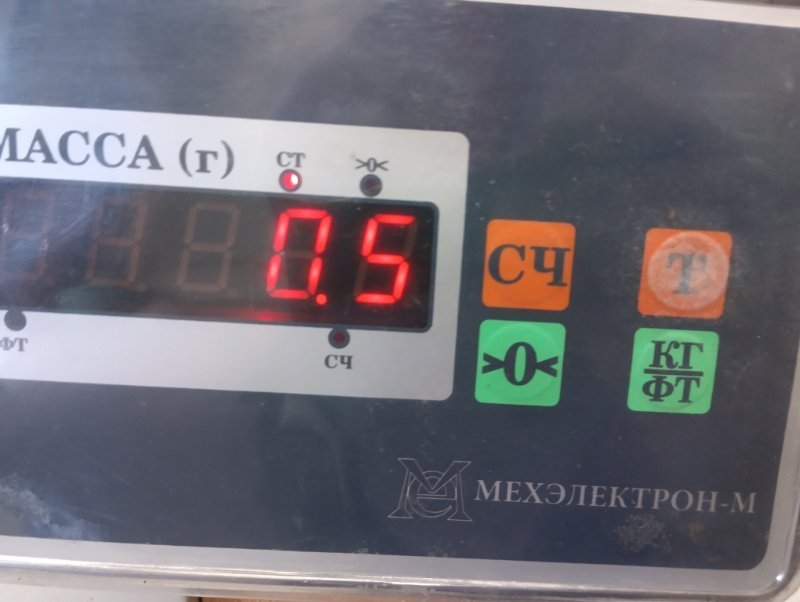 МАССА (г)
СТ >0<
0.5
ФТ СЧ
СЧ Т
>0< КГ
ФТ
МЕХЭЛЕКТРОН-М